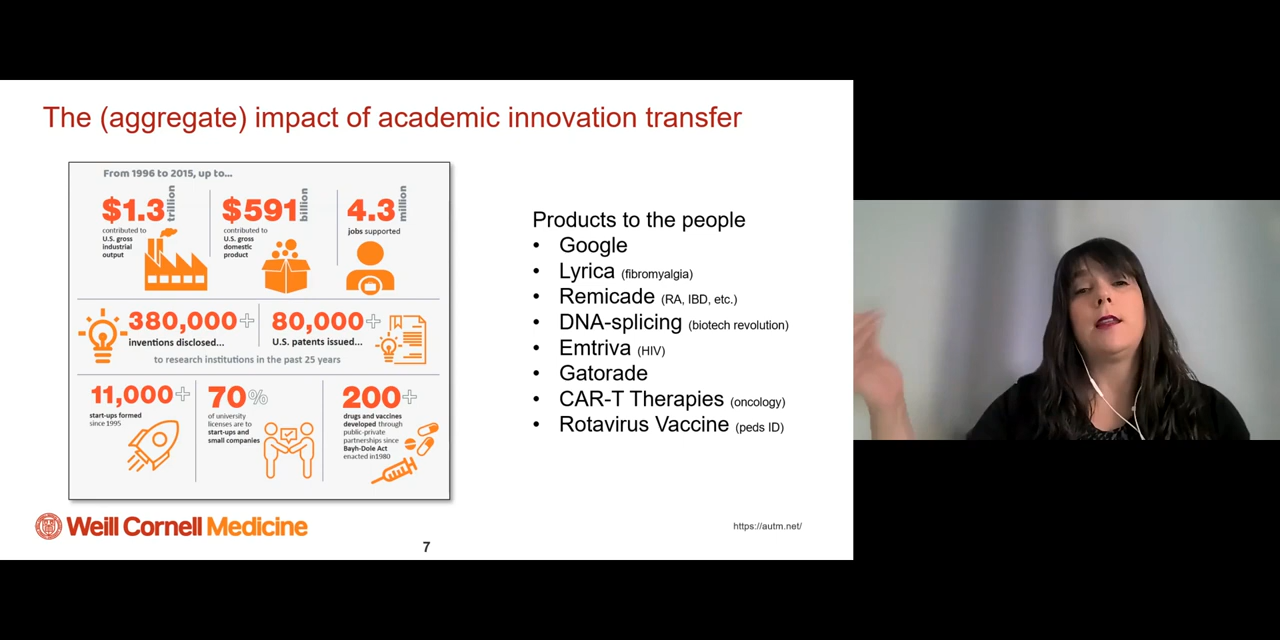 The (aggregate) impact of academic innovation transfer
From 1996 to 2015, up to...
$1.3 trillion
contributed to
U.S. gross
industrial
output
$591 billion
contributed to
U.S. gross
domestic
product
4.3 million
jobs supported
380,000+
inventions disclosed...
80,000+
U.S. patents issued...
to research institutions in the past 25 years
11,000+
start-ups formed
since 1995
70%
of university
licenses are to
start-ups and
small companies
200+
drugs and vaccines
developed through
public-private
partnerships since
Bayh-Dole Act
enacted in1980
Products to the people
• Google
• Lyrica (fibromyalgia)
• Remicade (RA, IBD, etc.)
• DNA-splicing (biotech revolution)
• Emtriva (HIV)
• Gatorade
• CAR-T Therapies (oncology)
• Rotavirus Vaccine (peds ID)
Weill Cornell Medicine
https://autm.net/
7